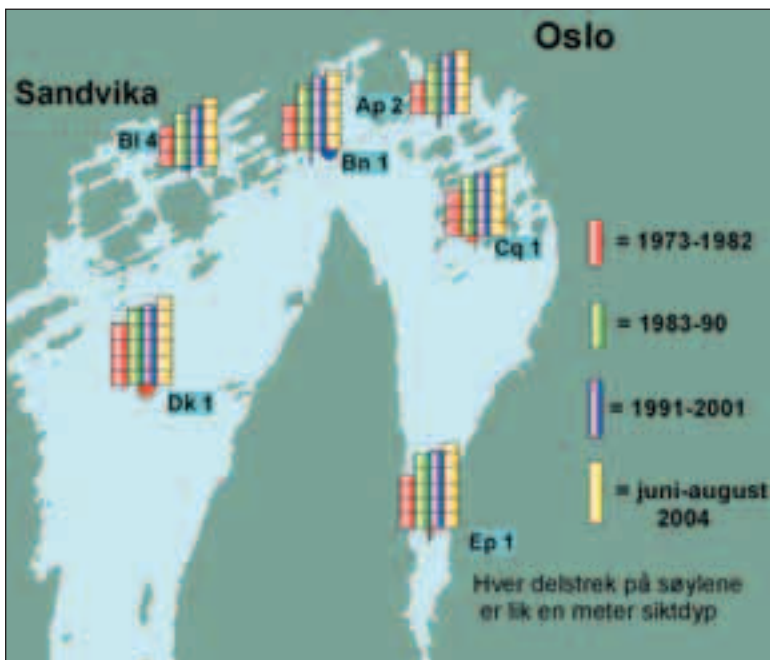 Oslo
Sandvika
Ap 2
Bl 4
Bn 1
Cq 1
= 1973-1982
= 1983-90
= 1991-2001
Dk 1
= juni-august
2004
Ep 1
Hver delstrek på søylene
er lik en meter siktdyp